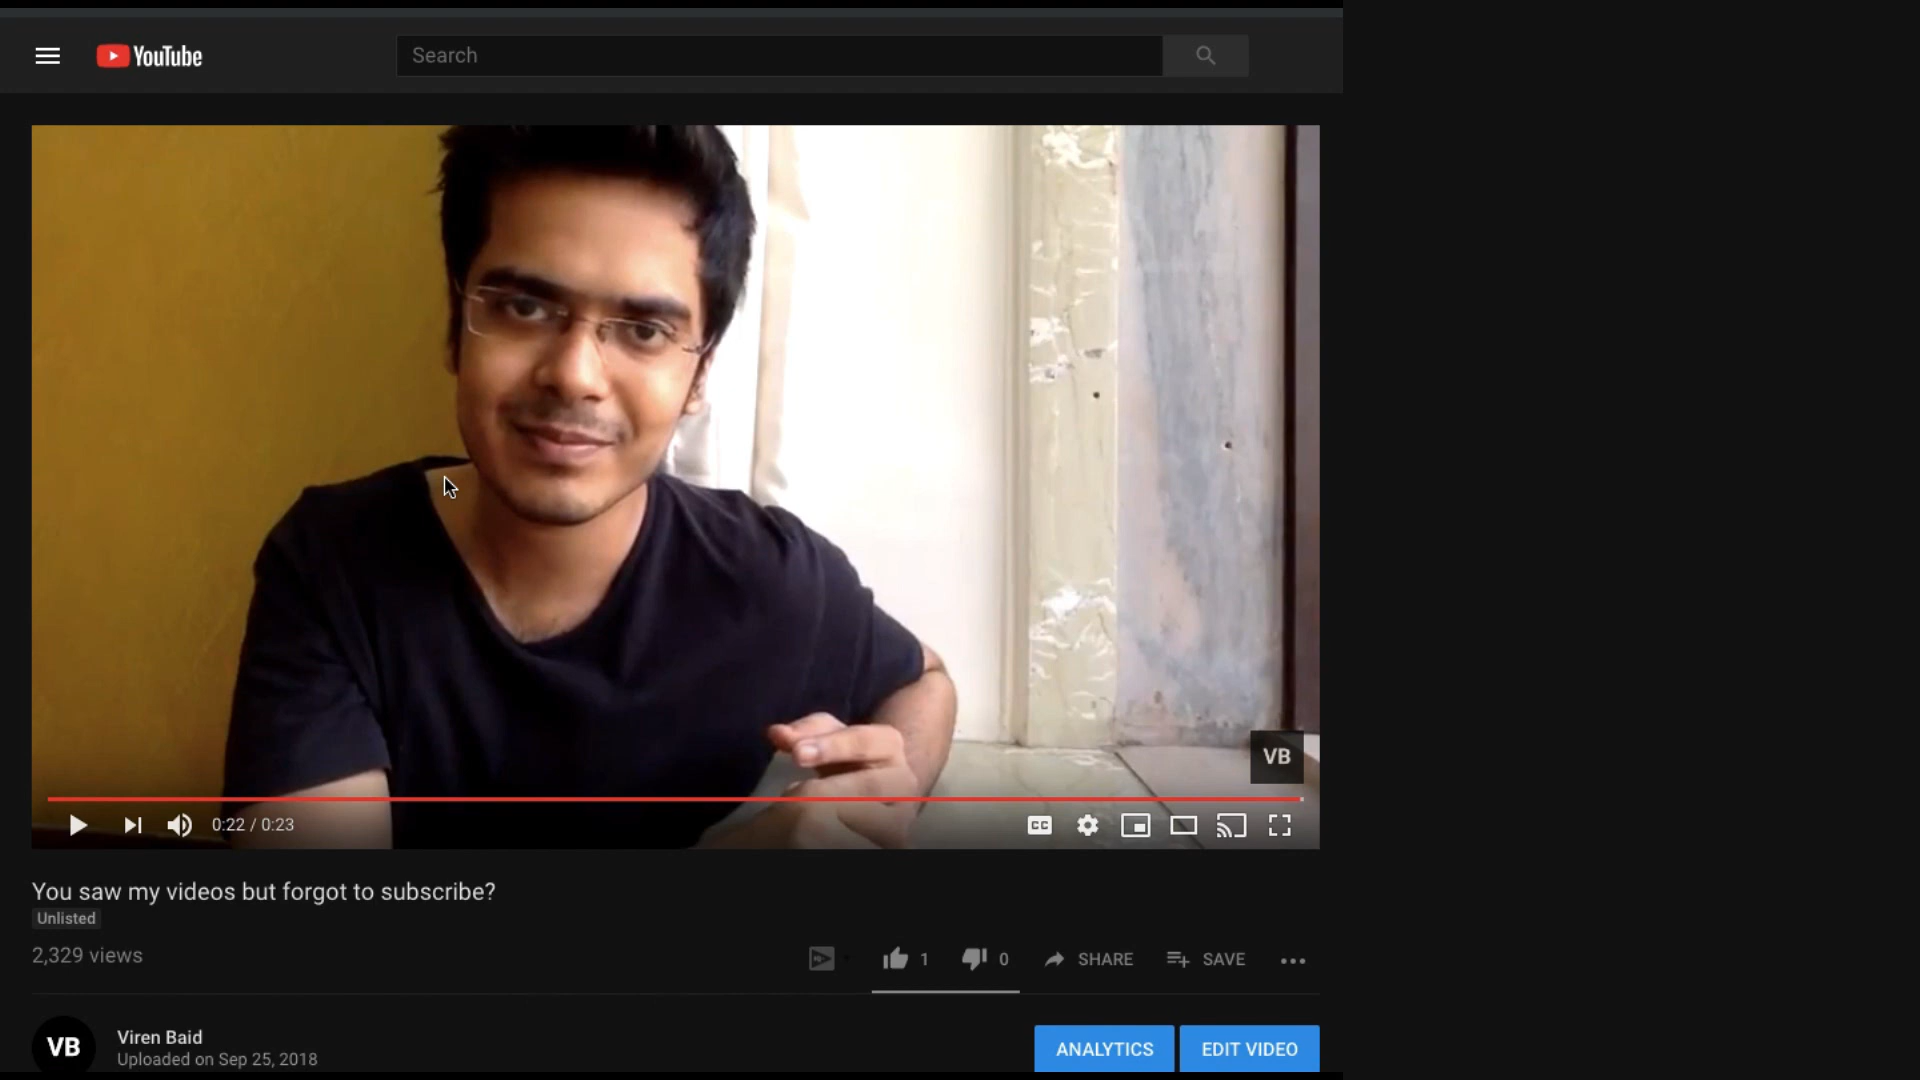 YouTube
Search
VB
0:22 / 0:23
CC
You saw my videos but forgot to subscribe?
Unlisted
2,329 views
1
0
SHARE
SAVE
VB
Viren Baid
Uploaded on Sep 25, 2018
ANALYTICS
EDIT VIDEO